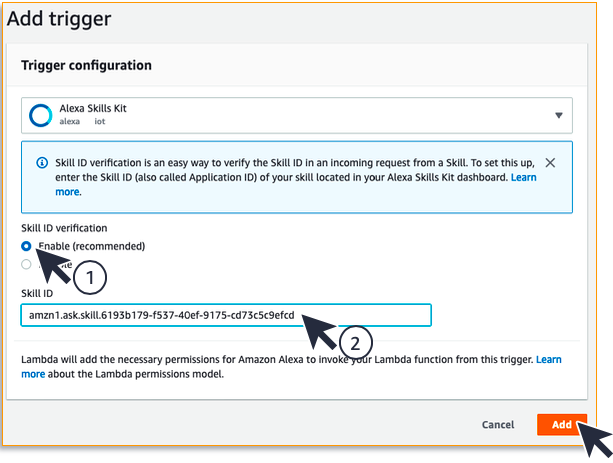 Add trigger
Trigger configuration
Alexa Skills Kit
alexa iot
Skill ID verification is an easy way to verify the Skill ID in an incoming request from a Skill. To set this up,
enter the Skill ID (also called Application ID) of your skill located in your Alexa Skills Kit dashboard. Learn
more.
Skill ID verification
Enable (recommended)
1
Skill ID
amzn1.ask.skill.6193b179-f537-40ef-9175-cd73c5c9efcd
2
Lambda will add the necessary permissions for Amazon Alexa to invoke your Lambda function from this trigger. Learn
more about the Lambda permissions model.
Cancel Add